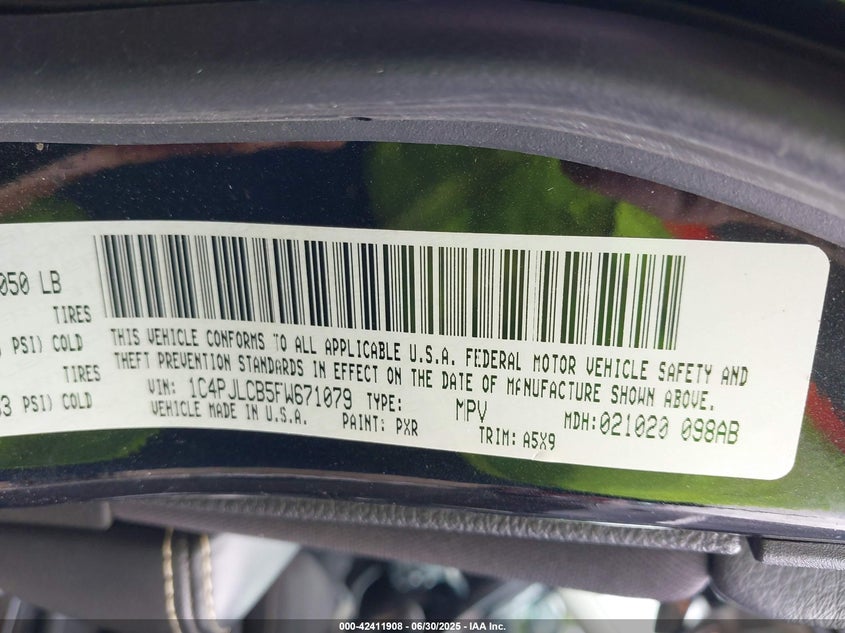 050 LB
TIRES
PSI) COLD
TIRES
3 PSI) COLD
THIS VEHICLE CONFORMS TO ALL APPLICABLE U.S.A. FEDERAL MOTOR VEHICLE SAFETY AND
THEFT PREVENTION STANDARDS IN EFFECT ON THE DATE OF MANUFACTURE SHOWN ABOVE.
VIN: 1C4PJLCB5FW671079 TYPE: MPV MDH:021020 098AB
VEHICLE MADE IN U.S.A. PAINT: PXR TRIM: A5X9
000-42411908 - 06/30/2025 - IAA Inc.